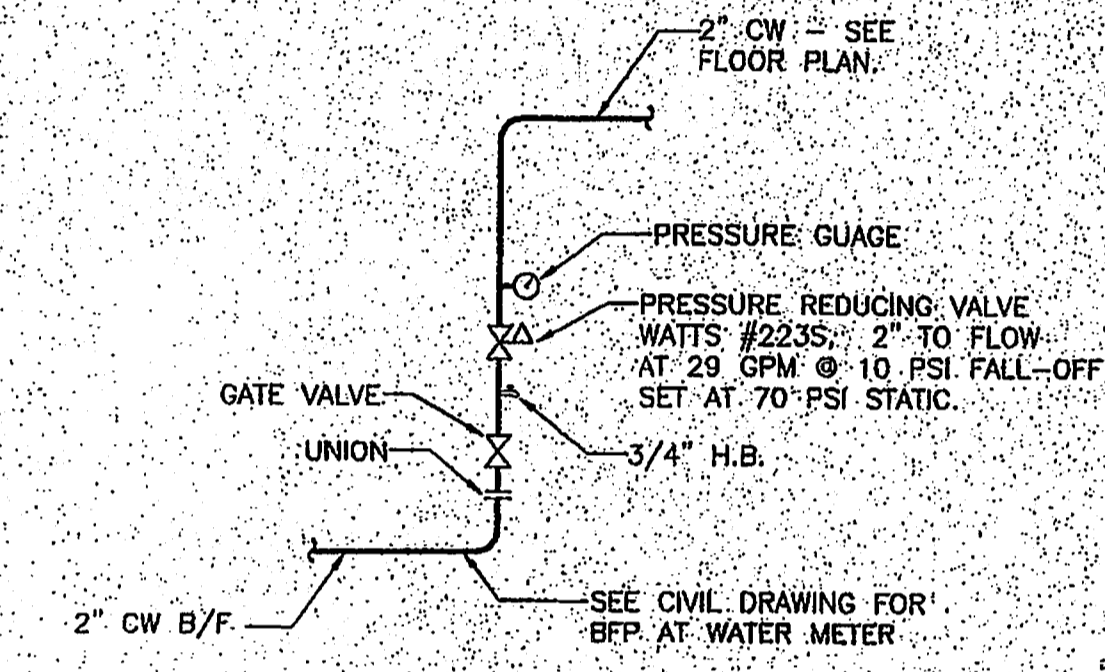 2" CW - SEE
FLOOR PLAN.
PRESSURE GUAGE
PRESSURE REDUCING VALVE
WATTS #223S, 2" TO FLOW
AT 29 GPM @ 10 PSI FALL-OFF
SET AT 70 PSI STATIC.
GATE VALVE
UNION
3/4" H.B.
2" CW B/F
SEE CIVIL DRAWING FOR
BFP AT WATER METER